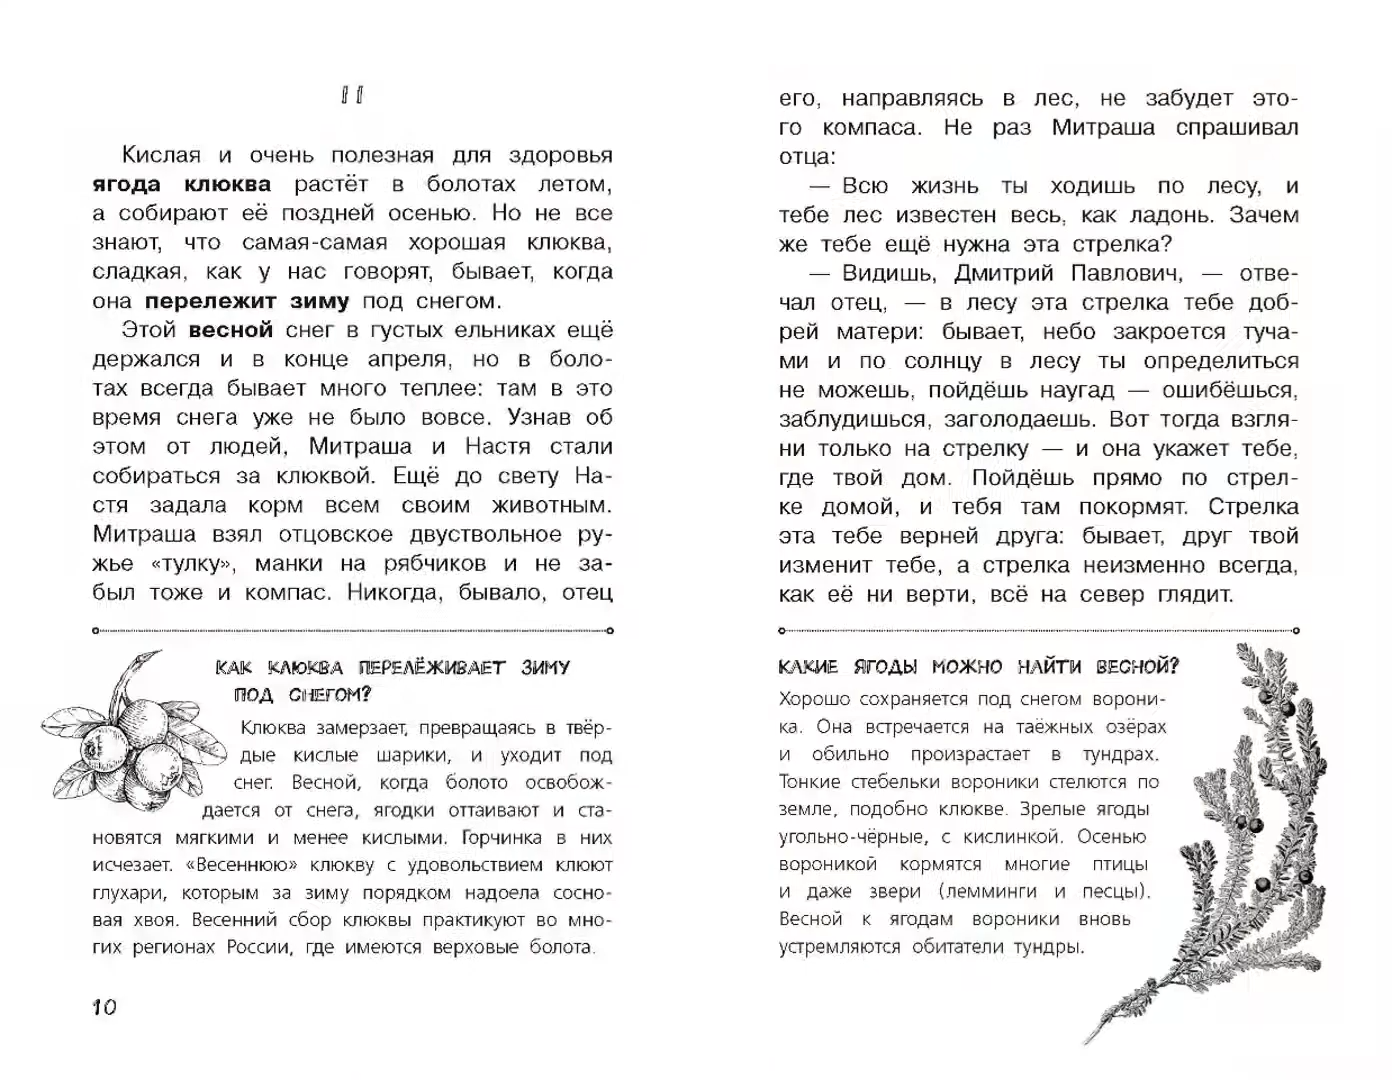 II
Кислая и очень полезная для здоровья
ягода клюква растёт в болотах летом,
а собирают её поздней осенью. Но не все
знают, что самая-самая хорошая клюква,
сладкая, как у нас говорят, бывает, когда
она перележит зиму под снегом.
Этой весной снег в густых ельниках ещё
держался и в конце апреля, но в боло-
тах всегда бывает много теплее: там в это
время снега уже не было вовсе. Узнав об
этом от людей, Митраша и Настя стали
собираться за клюквой. Ещё до свету На-
стя задала корм всем своим животным.
Митраша взял отцовское двуствольное ру-
жье «тулку», манки на рябчиков и не за-
был тоже и компас. Никогда, бывало, отец
КАК КЛЮКВА ПЕРЕЛЁЖИВАЕТ ЗИМУ
ПОД СНЕГОМ?
Клюква замерзает, превращаясь в твёр-
дые кислые шарики, и уходит под
снег. Весной, когда болото освобож-
дается от снега, ягодки оттаивают и ста-
новятся мягкими и менее кислыми. Горчинка в них
исчезает. «Весеннюю» клюкву с удовольствием клюют
глухари, которым за зиму порядком надоела сосно-
вая хвоя. Весенний сбор клюквы практикуют во мно-
гих регионах России, где имеются верховые болота.
10
его, направляясь в лес, не забудет это-
го компаса. Не раз Митраша спрашивал
отца:
— Всю жизнь ты ходишь по лесу, и
тебе лес известен весь, как ладонь. Зачем
же тебе ещё нужна эта стрелка?
— Видишь, Дмитрий Павлович, — отве-
чал отец, — в лесу эта стрелка тебе доб-
рей матери: бывает, небо закроется туча-
ми и по солнцу в лесу ты определиться
не можешь, пойдёшь наугад — ошибёшься,
заблудишься, заголодаешь. Вот тогда взгля-
ни только на стрелку — и она укажет тебе,
где твой дом. Пойдёшь прямо по стрел-
ке домой, и тебя там покормят. Стрелка
эта тебе верней друга: бывает, друг твой
изменит тебе, а стрелка неизменно всегда,
как её ни верти, всё на север глядит.
КАКИЕ ЯГОДЫ МОЖНО НАЙТИ ВЕСНОЙ?
Хорошо сохраняется под снегом ворони-
ка. Она встречается на таёжных озёрах
и обильно произрастает в тундрах.
Тонкие стебельки вороники стелются по
земле, подобно клюкве. Зрелые ягоды
угольно-чёрные, с кислинкой. Осенью
вороникой кормятся многие птицы
и даже звери (лемминги и песцы).
Весной к ягодам вороники вновь
устремляются обитатели тундры.